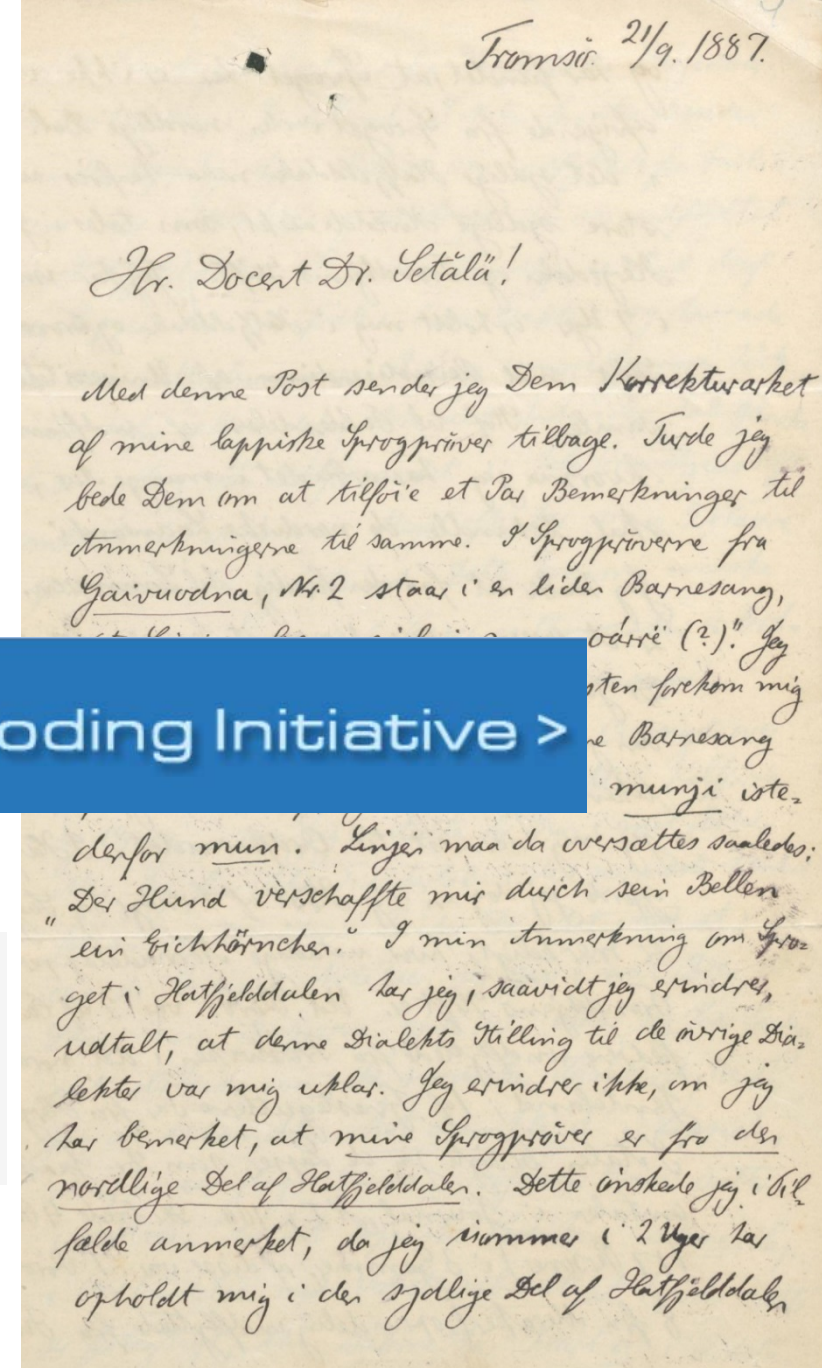 Tromsö. 21/9. 1887.
Hr. Docent Dr. Setälä!
Med denne Post sender jeg Dem Korrekturarket
af mine lappiske Sprogpröver tilbage. Turde jeg
bede Dem om at tilföie et Par Bemerkninger til
Anmerkningerne til samme. I Sprogpröverne fra
Gaivuodna, Nr. 2 staar i en liden Barnesang,
oárrë (?)." Jeg
sten forekom mig
oding Initiative >
ne Barnesang
munji iste=
denfor mun. Linjen maa da oversættes saaledes:
"Der Hund verschaffte mir durch sein Bellen
ein Eichhörnchen." I min Anmerkning om Spro=
get i Hatfjelddalen har jeg, saavidt jeg erindrer,
udtalt, at denne Dialekts Stilling til de övrige Dia=
lekter var mig uklar. Jeg erindrer ikke, om jeg
har bemerket, at mine Sprogpröver er fra den
nordlige Del af Hatfjelddalen. Dette önskede jeg i Til=
fælde anmerket, da jeg isommer i 2 Uger har
opholdt mig i den sydlige Del af Hatfjelddalen